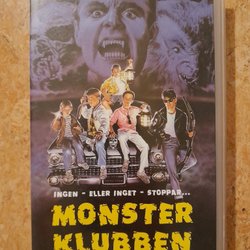 INGEN - ELLER INGET - STOPPAR...
MONSTER
KLUBBEN